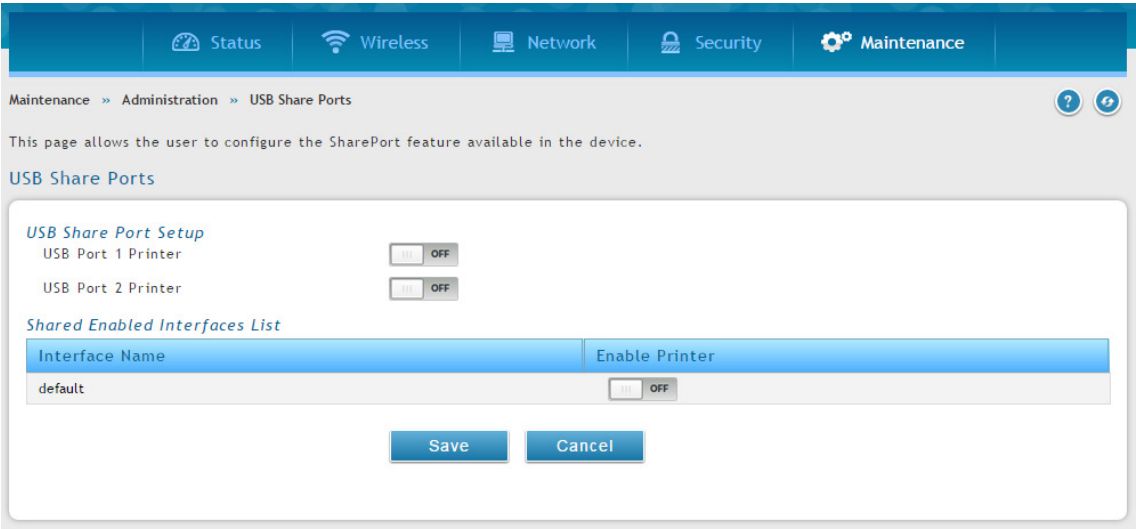 Status Wireless Network Security Maintenance
Maintenance » Administration » USB Share Ports
This page allows the user to configure the SharePort feature available in the device.
USB Share Ports
USB Share Port Setup
USB Port 1 Printer OFF
USB Port 2 Printer OFF
Shared Enabled Interfaces List
Interface Name Enable Printer
default OFF
Save Cancel